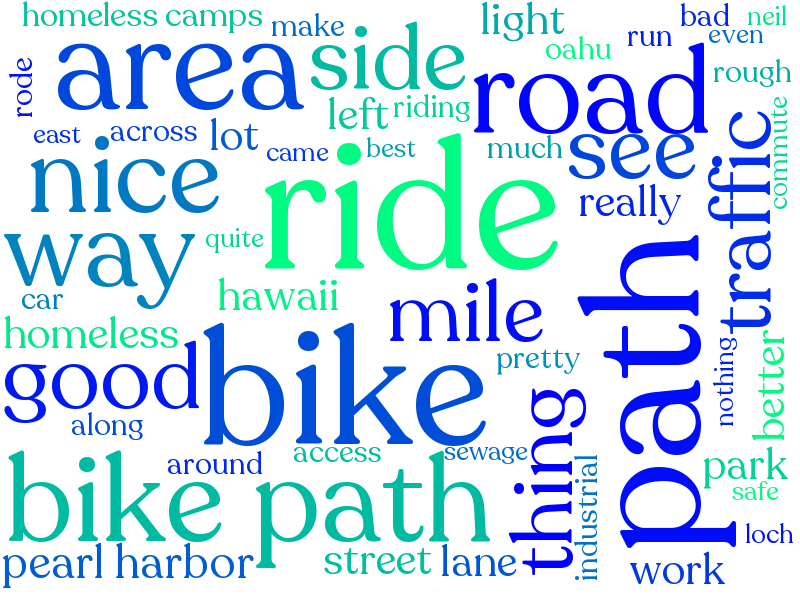 homeless camps
make
light
bad
neil
rode
area
side
oahu
run
even
road
rough
left
riding
east
across
lot
came
best
much
see
commute
nice
ride
really
traffic
way
quite
car
hawaii
mile
path
homeless
good
bike
pretty
nothing
better
along
thing
around
access
sewage
industrial
park
safe
bike path
loch
pearl harbor
street
lane
work